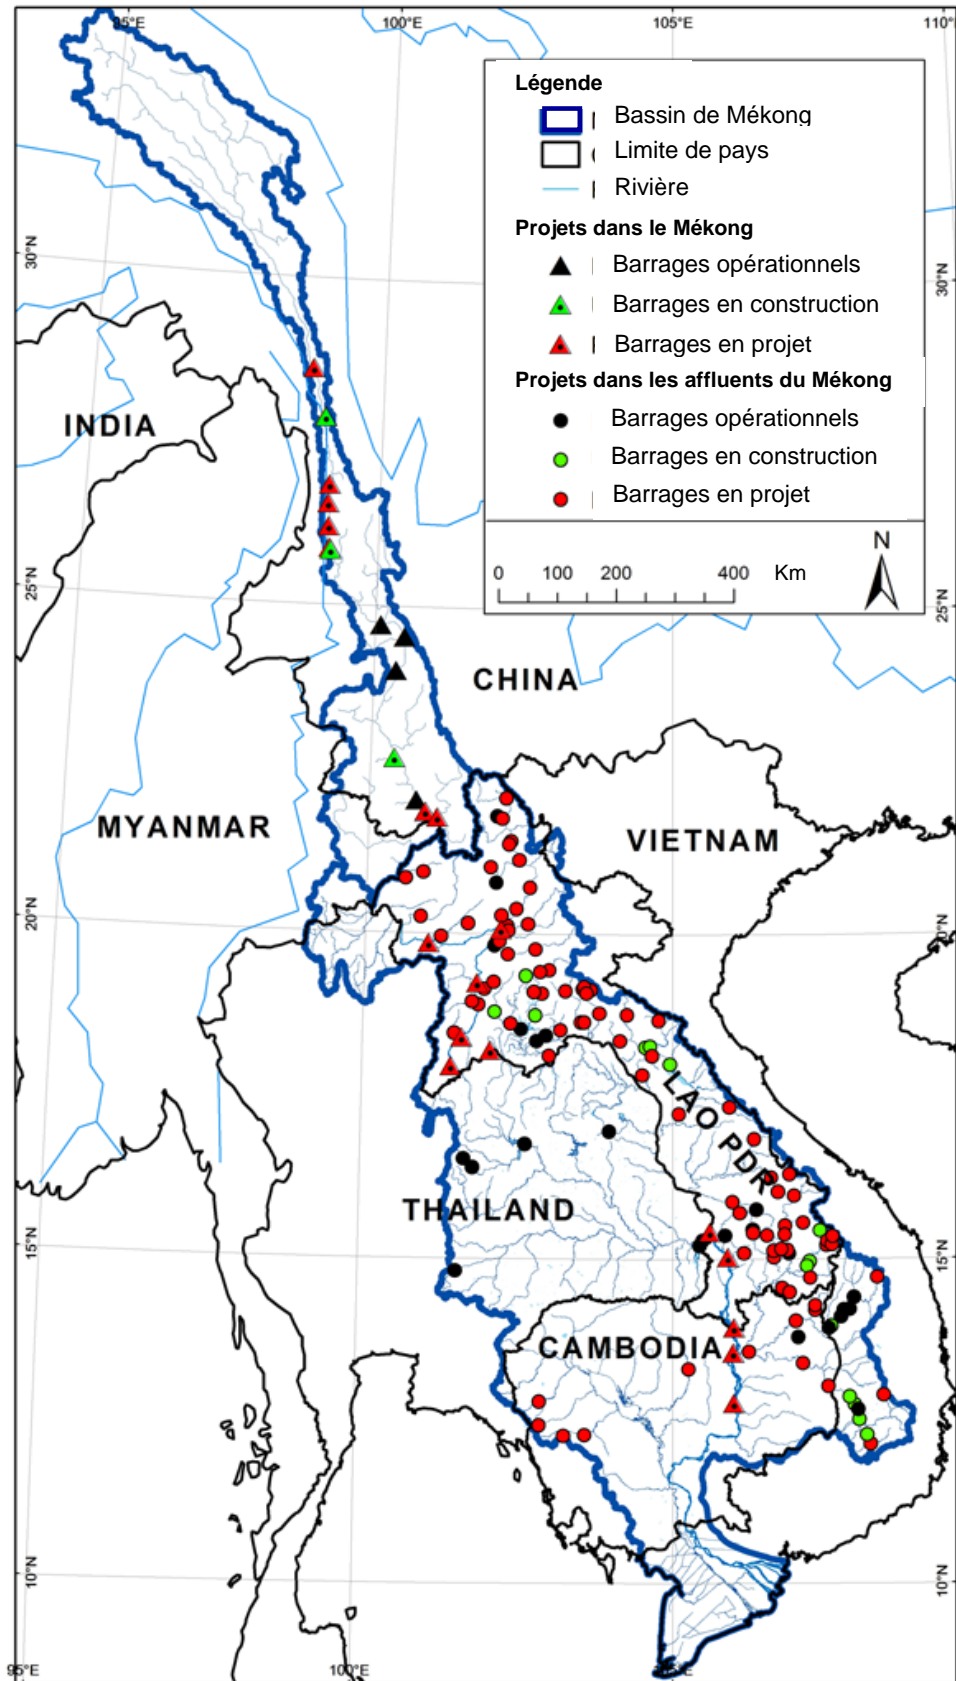 95°E
100°E
105°E
110°E
Légende
Bassin de Mékong
Limite de pays
Rivière
Projets dans le Mékong
Barrages opérationnels
Barrages en construction
Barrages en projet
Projets dans les affluents du Mékong
Barrages opérationnels
Barrages en construction
Barrages en projet
N
0 100 200 400 Km
30°N
30°N
INDIA
25°N
25°N
CHINA
MYANMAR
VIETNAM
20°N
20°N
LAO PDR
THAILAND
15°N
15°N
CAMBODIA
10°N
10°N
95°E
100°E
105°E